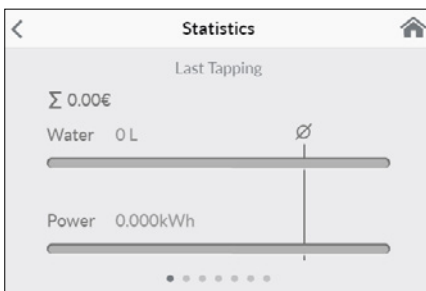 Statistics
Last Tapping
Σ 0.00€
Water 0 L Ø
Power 0.000kWh